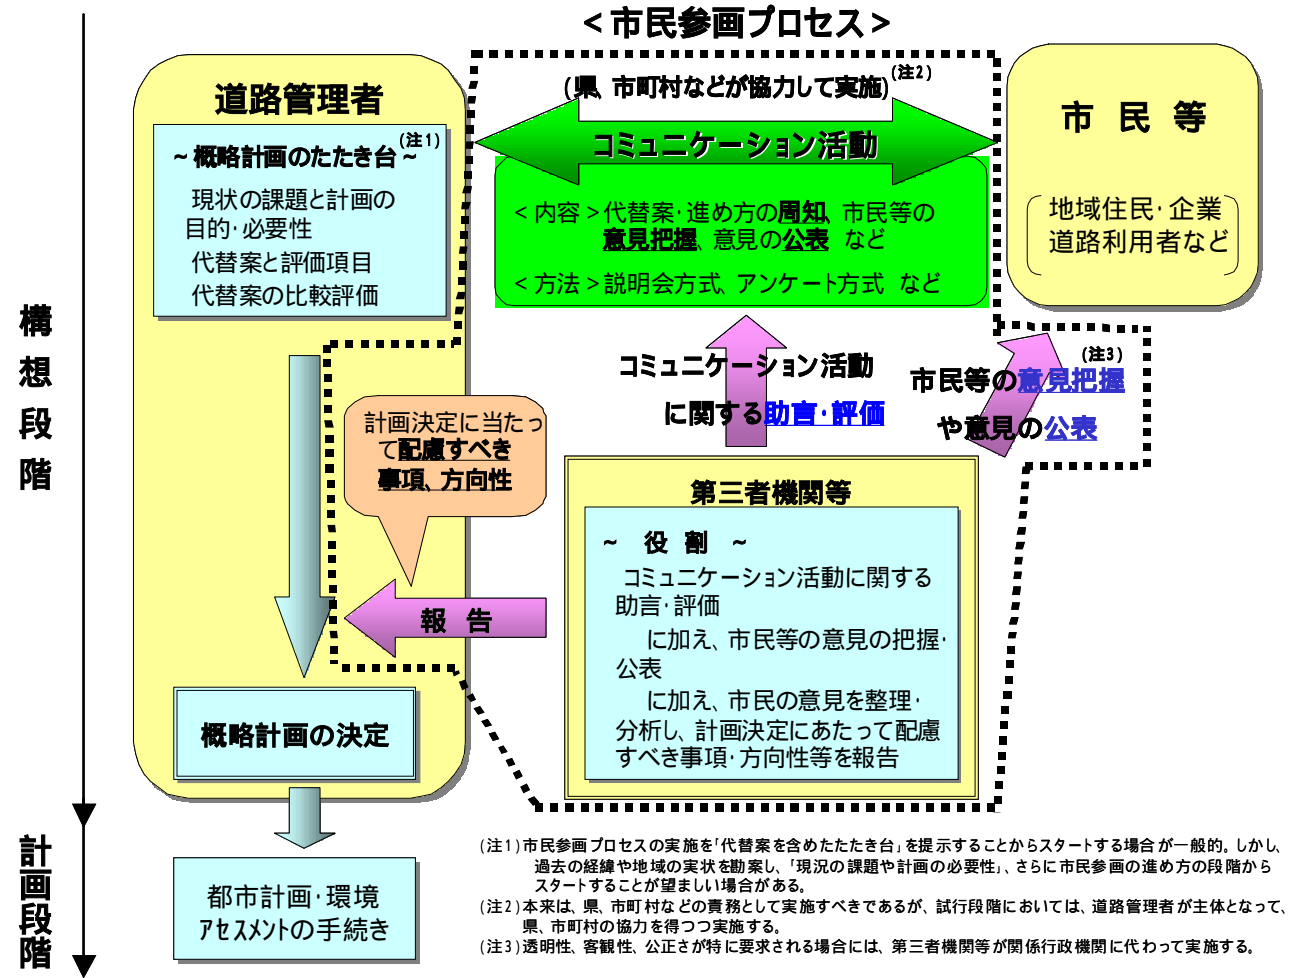 ＜市民参画プロセス＞
道路管理者
～概略計画のたたき台～(注1)
現状の課題と計画の
目的・必要性
代替案と評価項目
代替案の比較評価
(県、市町村などが協力して実施)(注2)
コミュニケーション活動
＜内容＞代替案・進め方の周知、市民等の
意見把握、意見の公表 など
＜方法＞説明会方式、アンケート方式 など
市 民 等
地域住民・企業
道路利用者など
構想段階
コミュニケーション活動
に関する助言・評価
(注3)
市民等の意見把握
や意見の公表
計画決定に当たっ
て配慮すべき
事項、方向性
報 告
第三者機関等
～ 役 割 ～
コミュニケーション活動に関する
助言・評価
に加え、市民等の意見の把握・
公表
に加え、市民の意見を整理・
分析し、計画決定にあたって配慮
すべき事項・方向性等を報告
概略計画の決定
計画段階
都市計画・環境
アセスメントの手続き
(注1)市民参画プロセスの実施を「代替案を含めたたたき台」を提示することからスタートする場合が一般的。しかし、
過去の経緯や地域の実状を勘案し、「現況の課題や計画の必要性」、さらに市民参画の進め方の段階から
スタートすることが望ましい場合がある。
(注2)本来は、県、市町村などの責務として実施すべきであるが、試行段階においては、道路管理者が主体となって、
県、市町村の協力を得つつ実施する。
(注3)透明性、客観性、公正さが特に要求される場合には、第三者機関等が関係行政機関に代わって実施する。